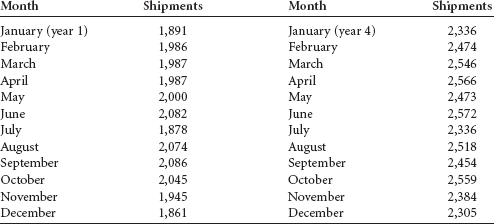 Month Shipments Month Shipments
January (year 1) 1,891 January (year 4) 2,336
February 1,986 February 2,474
March 1,987 March 2,546
April 1,987 April 2,566
May 2,000 May 2,473
June 2,082 June 2,572
July 1,878 July 2,336
August 2,074 August 2,518
September 2,086 September 2,454
October 2,045 October 2,559
November 1,945 November 2,384
December 1,861 December 2,305